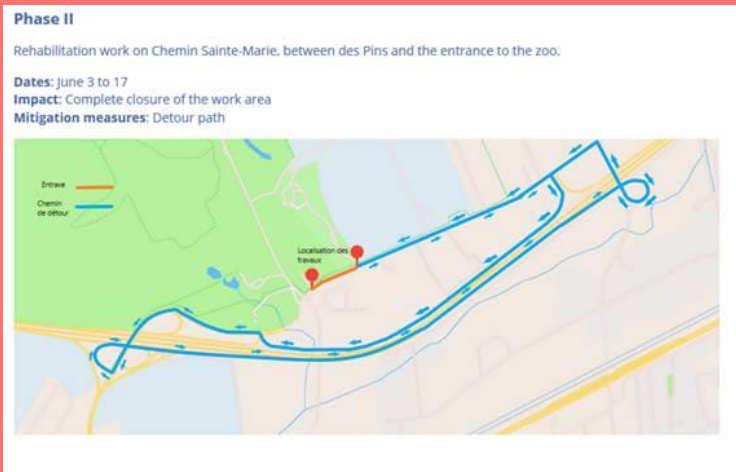 Phase II
Rehabilitation work on Chemin Sainte-Marie, between des Pins and the entrance to the zoo.
Dates: June 3 to 17
Impact: Complete closure of the work area
Mitigation measures: Detour path
Entrave
Chemin
de détour
Localisation des
travaux